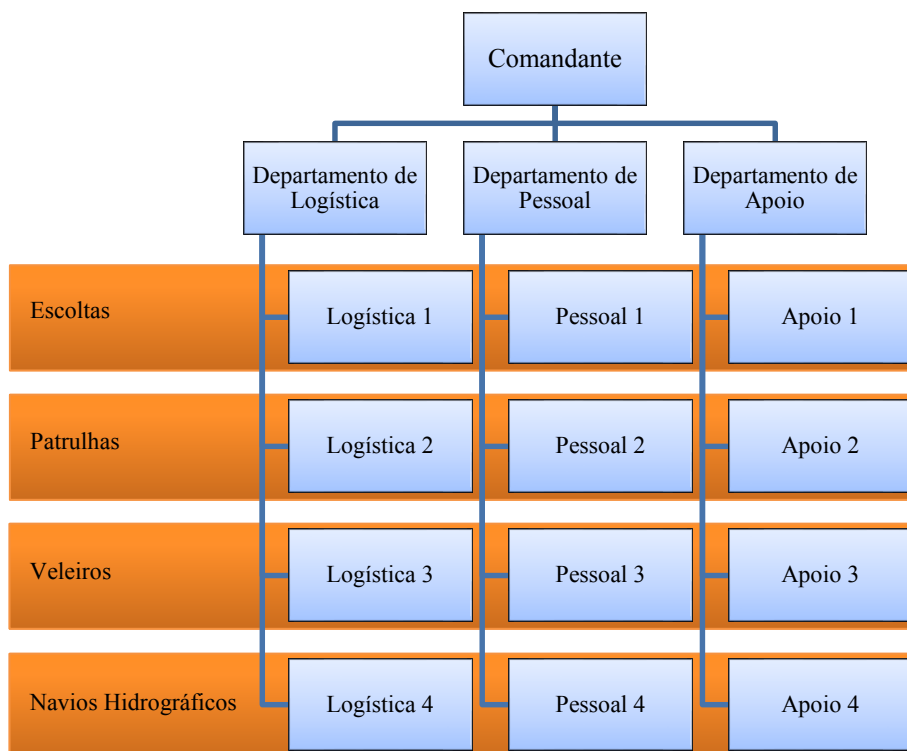 Comandante
Departamento de
Logística
Departamento de
Pessoal
Departamento de
Apoio
Escoltas
Logística 1
Pessoal 1
Apoio 1
Patrulhas
Logística 2
Pessoal 2
Apoio 2
Veleiros
Logística 3
Pessoal 3
Apoio 3
Navios Hidrográficos
Logística 4
Pessoal 4
Apoio 4